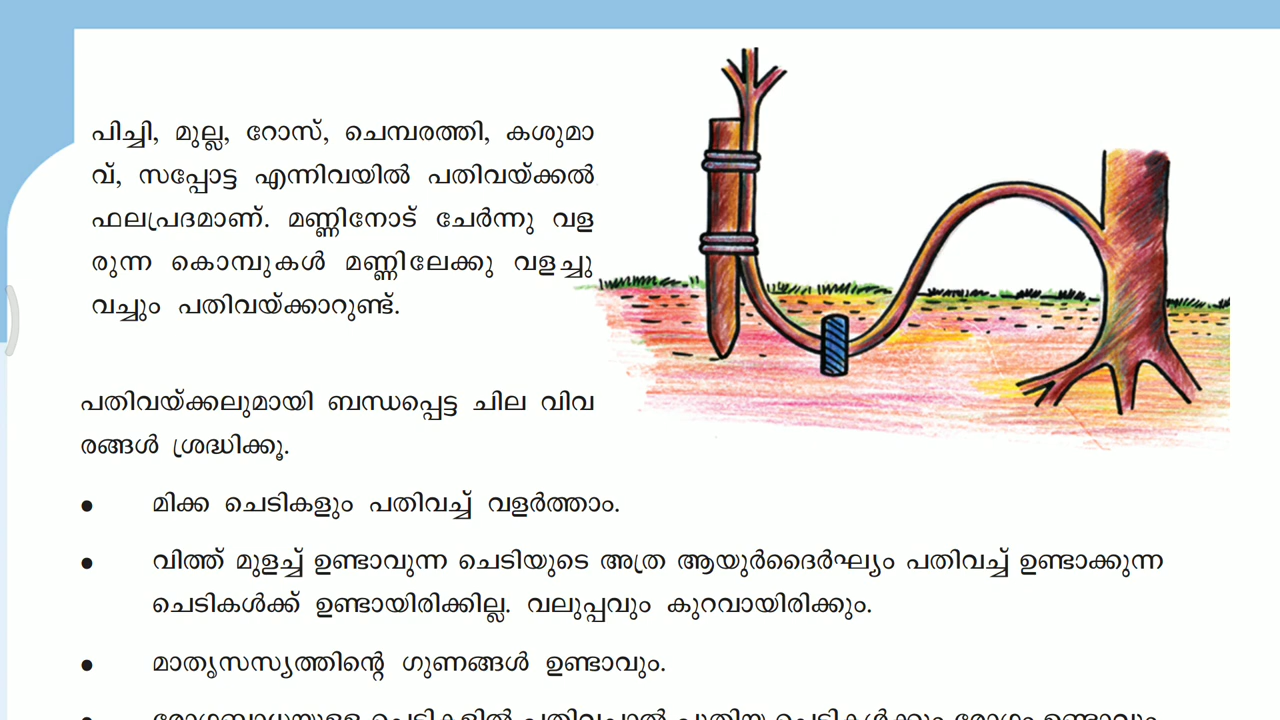 പിച്ചി, മുല്ല, റോസ്, ചെമ്പരത്തി, കശുമാ
വ്, സപ്പോട്ട എന്നിവയിൽ പതിവയ്ക്കൽ
ഫലപ്രദമാണ്. മണ്ണിനോട് ചേർന്നു വള
രുന്ന കൊമ്പുകൾ മണ്ണിലേക്കു വളച്ചു
വച്ചും പതിവയ്ക്കാറുണ്ട്.
പതിവയ്ക്കലുമായി ബന്ധപ്പെട്ട ചില വിവ
രങ്ങൾ ശ്രദ്ധിക്കൂ.
● മിക്ക ചെടികളും പതിവച്ച് വളർത്താം.
● വിത്ത് മുളച്ച് ഉണ്ടാവുന്ന ചെടിയുടെ അത്ര ആയുർദൈർഘ്യം പതിവച്ച് ഉണ്ടാക്കുന്ന
ചെടികൾക്ക് ഉണ്ടായിരിക്കില്ല. വലുപ്പവും കുറവായിരിക്കും.
● മാതൃസസ്യത്തിന്റെ ഗുണങ്ങൾ ഉണ്ടാവും.